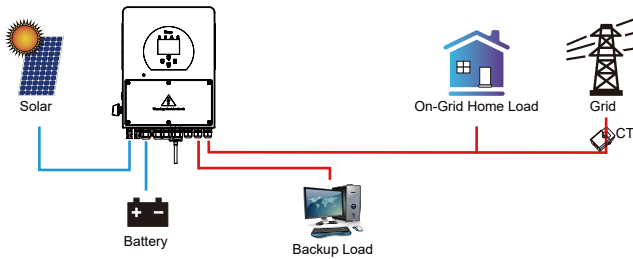 Solar
On-Grid Home Load
Grid
CT
Battery
Backup Load